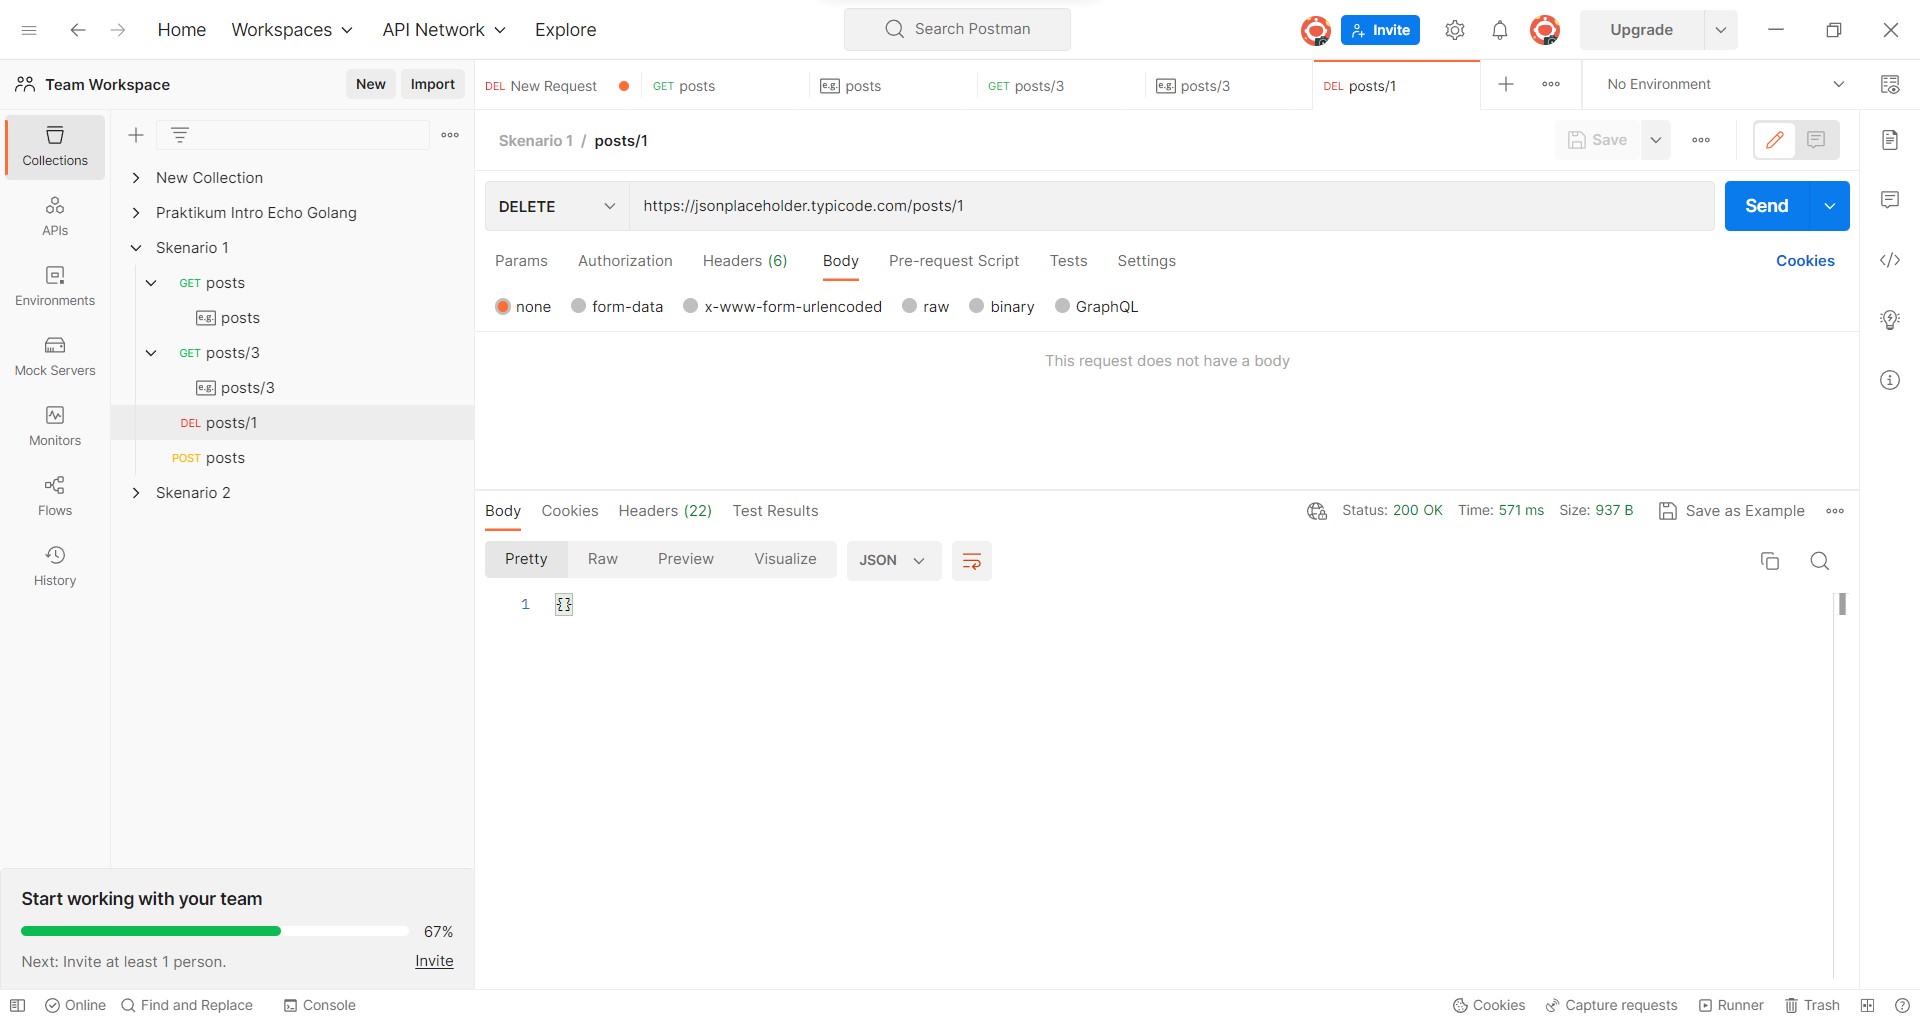 Home Workspaces API Network Explore Search Postman Invite Upgrade
Team Workspace New Import DEL New Request GET posts e.g. posts GET posts/3 e.g. posts/3 DEL posts/1 No Environment
Collections
APIs
Environments
Mock Servers
Monitors
Flows
History
New Collection
Praktikum Intro Echo Golang
Skenario 1
GET posts
e.g. posts
GET posts/3
e.g. posts/3
DEL posts/1
POST posts
Skenario 2
Start working with your team
67%
Next: Invite at least 1 person. Invite
Skenario 1 / posts/1 Save
DELETE https://jsonplaceholder.typicode.com/posts/1 Send
Params Authorization Headers (6) Body Pre-request Script Tests Settings Cookies
none form-data x-www-form-urlencoded raw binary GraphQL
This request does not have a body
Body Cookies Headers (22) Test Results Status: 200 OK Time: 571 ms Size: 937 B Save as Example
Pretty Raw Preview Visualize JSON
1 {}
Online Find and Replace Console Cookies Capture requests Runner Trash